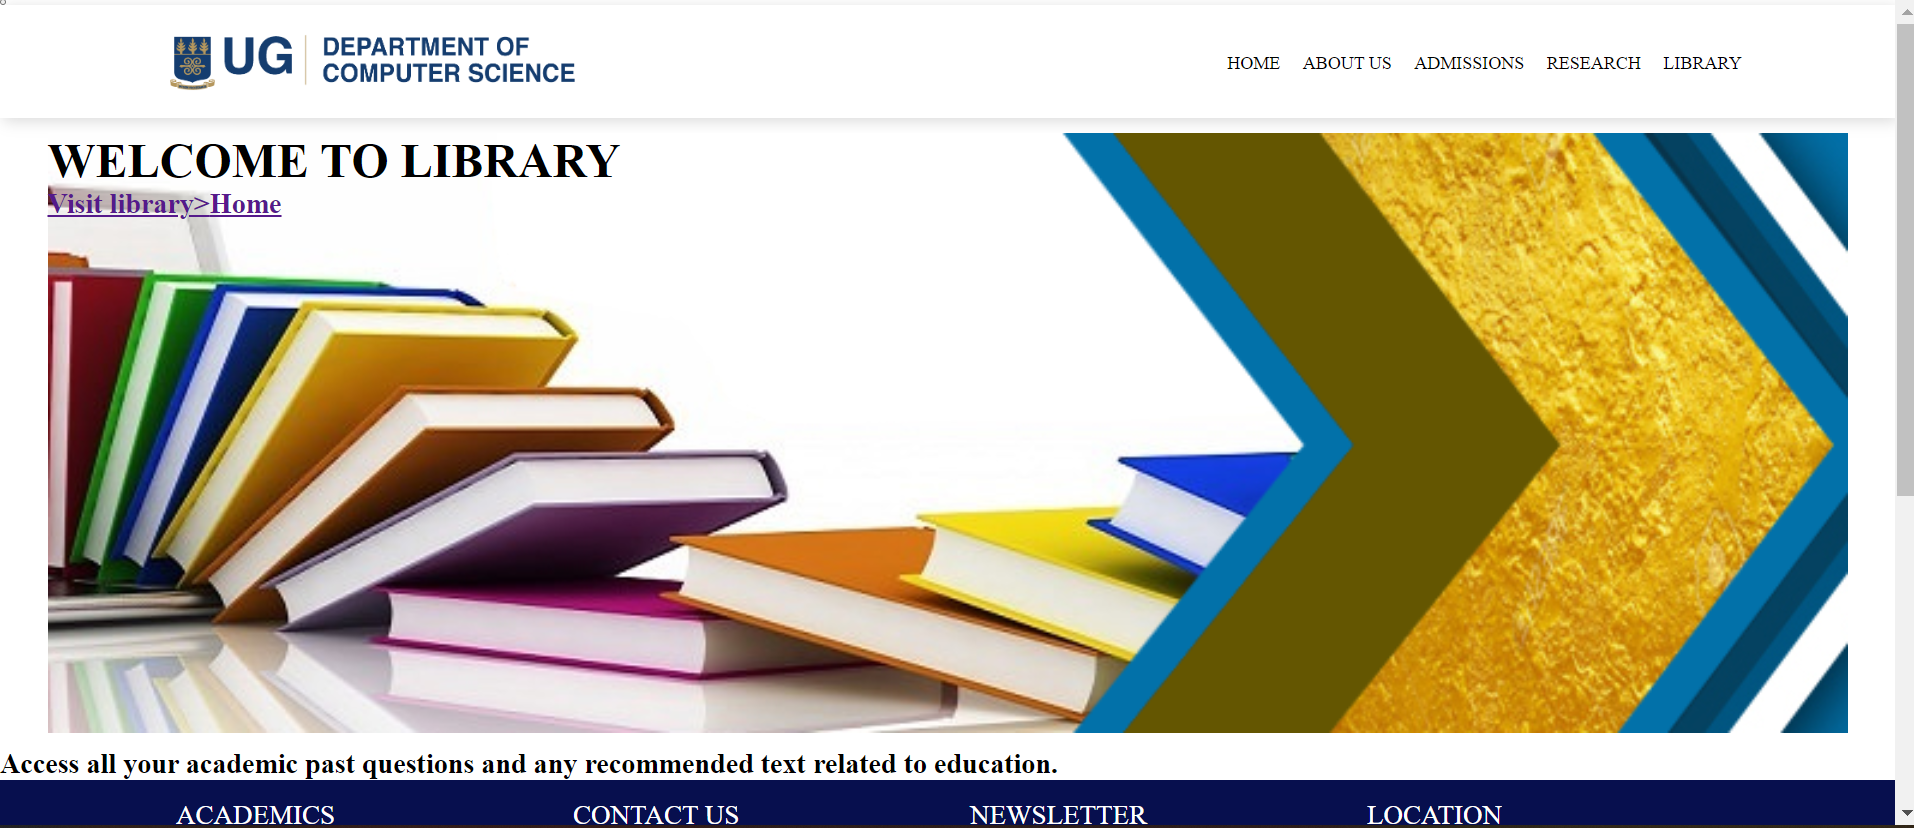 UG
DEPARTMENT OF
COMPUTER SCIENCE
HOME ABOUT US ADMISSIONS RESEARCH LIBRARY
WELCOME TO LIBRARY
Visit library>Home
Access all your academic past questions and any recommended text related to education.
ACADEMICS CONTACT US NEWSLETTER LOCATION